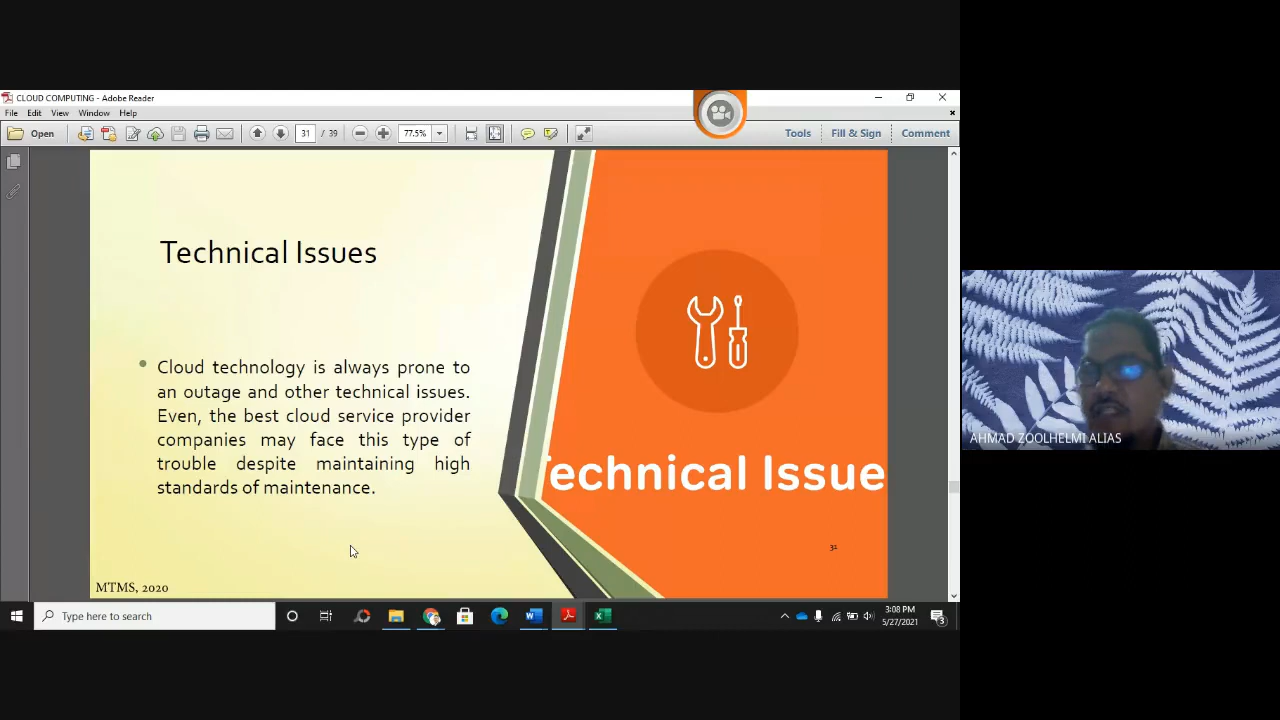 CLOUD COMPUTING - Adobe Reader
File Edit View Window Help
Open 31 / 39 77.5% Tools Fill & Sign Comment
Technical Issues
Cloud technology is always prone to
an outage and other technical issues.
Even, the best cloud service provider
companies may face this type of
trouble despite maintaining high
standards of maintenance.
Technical Issue
31
MTMS, 2020
AHMAD ZOOLHELMI ALIAS
Type here to search
3:08 PM
5/27/2021
3